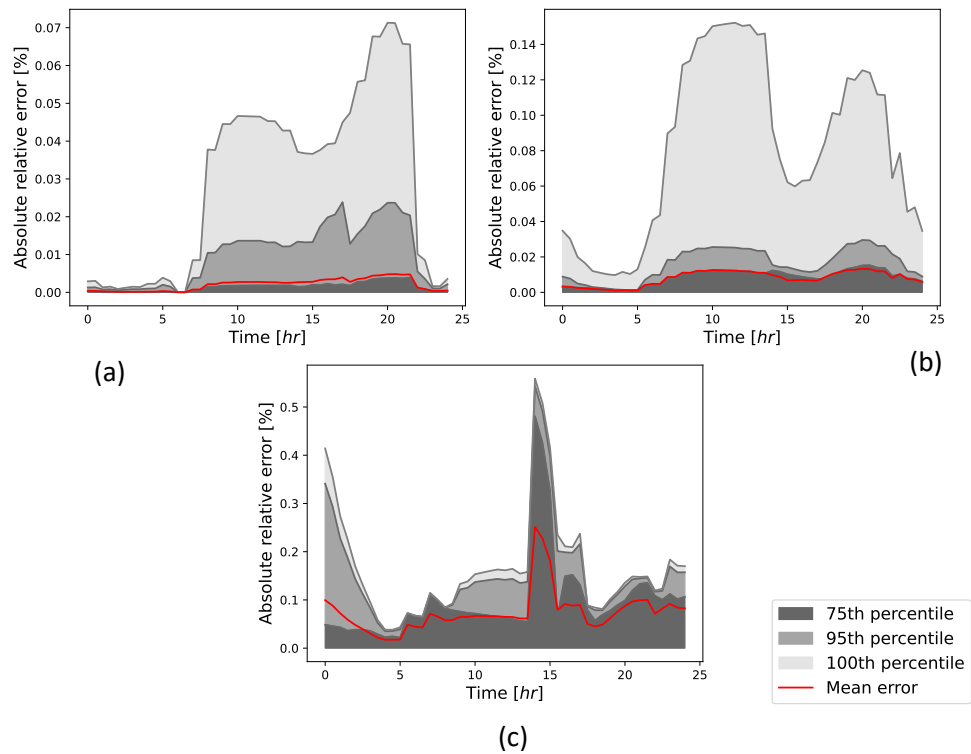 0.07
0.06
0.05
0.04
0.03
0.02
0.01
0.00
Absolute relative error [%]
0 5 10 15 20 25
Time [hr]
(a)
0.14
0.12
0.10
0.08
0.06
0.04
0.02
0.00
Absolute relative error [%]
0 5 10 15 20 25
Time [hr]
(b)
0.5
0.4
0.3
0.2
0.1
0.0
Absolute relative error [%]
0 5 10 15 20 25
Time [hr]
(c)
75th percentile
95th percentile
100th percentile
Mean error